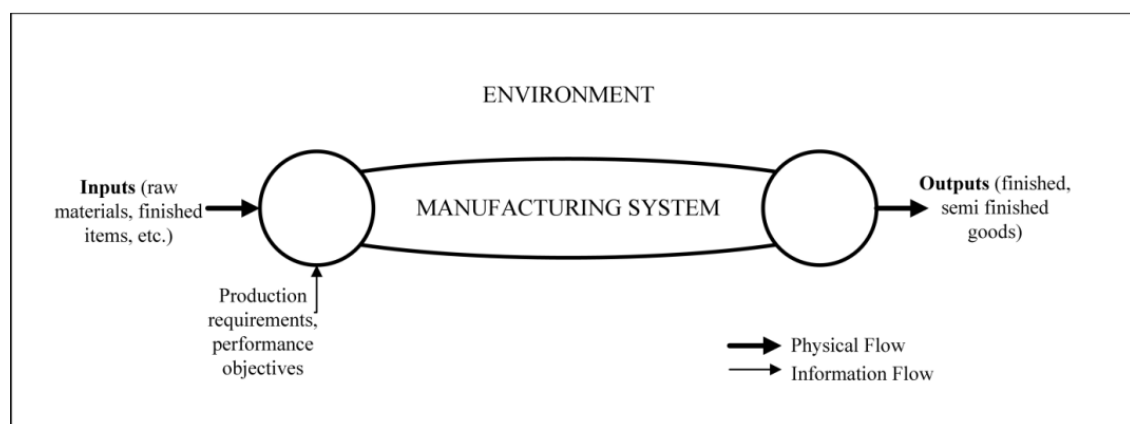 ENVIRONMENT
Inputs (raw
materials, finished
items, etc.)
MANUFACTURING SYSTEM
Outputs (finished,
semi finished
goods)
Production
requirements,
performance
objectives
Physical Flow
Information Flow